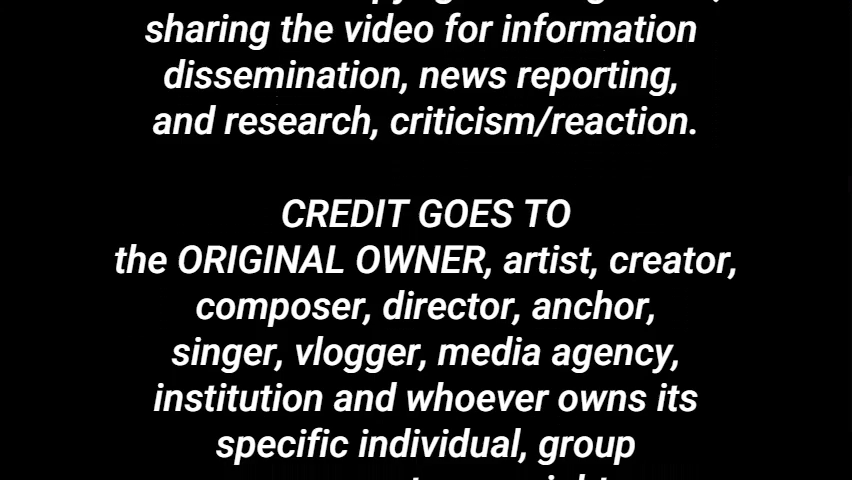 sharing the video for information
dissemination, news reporting,
and research, criticism/reaction.
CREDIT GOES TO
the ORIGINAL OWNER, artist, creator,
composer, director, anchor,
singer, vlogger, media agency,
institution and whoever owns its
specific individual, group